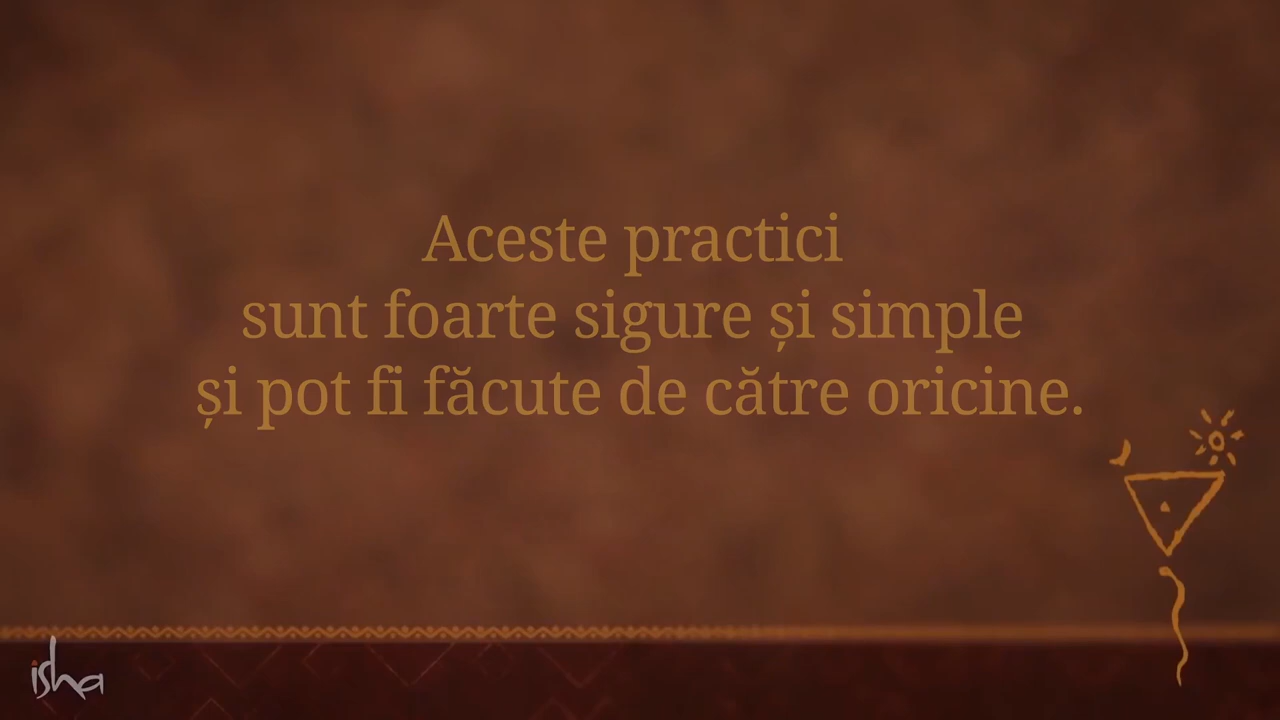 Aceste practici
sunt foarte sigure și simple
și pot fi făcute de către oricine.
isha